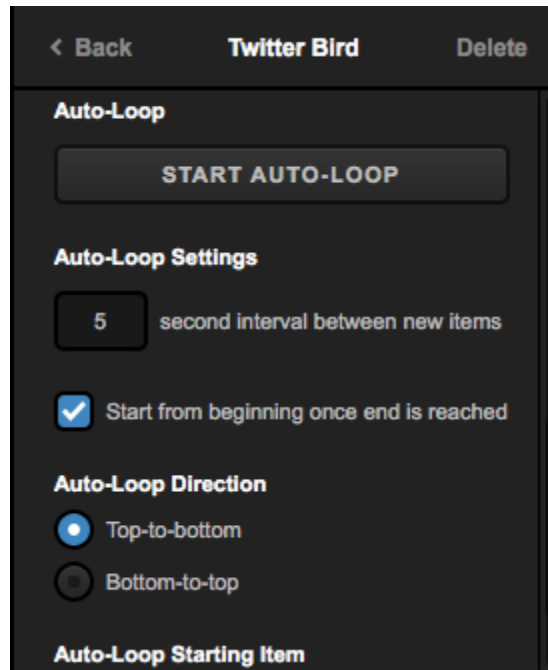 < Back Twitter Bird Delete
Auto-Loop
START AUTO-LOOP
Auto-Loop Settings
5 second interval between new items
Start from beginning once end is reached
Auto-Loop Direction
Top-to-bottom
Bottom-to-top
Auto-Loop Starting Item